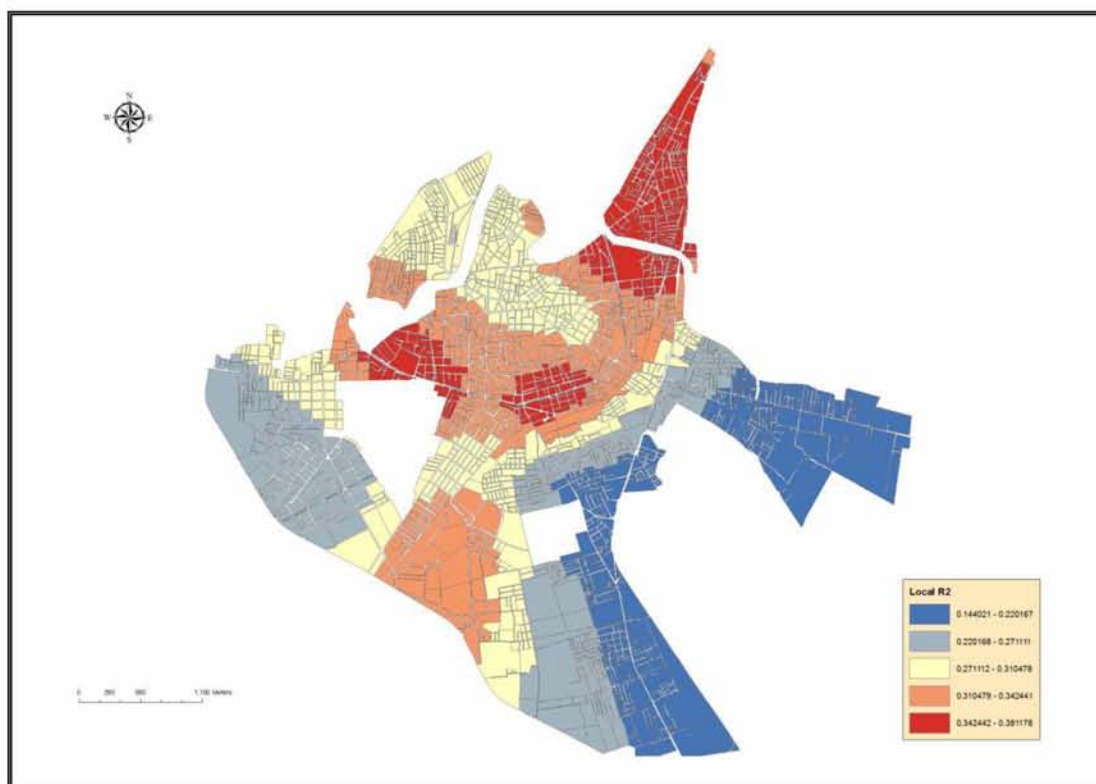 N
W E
S
Local R2
0.144021 - 0.220167
0.220168 - 0.271111
0.271112 - 0.310478
0.310479 - 0.342441
0.342442 - 0.381178
0 Meters